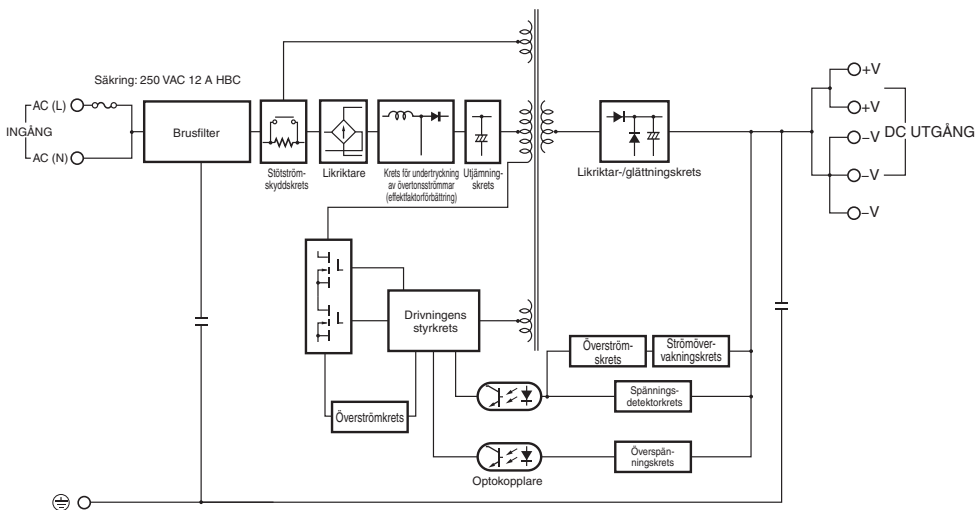 Säkring: 250 VAC 12 A HBC
AC (L)
INGÅNG
AC (N)
Brusfilter
Stötström-
skyddskrets
Likriktare
Krets för undertryckning
av övertonsströmmar
(effektfaktorförbättring)
Utjämning-
skrets
Likriktar-/glättningskrets
+V
+V
DC UTGÅNG
–V
–V
–V
Drivningens
styrkrets
Överströmkrets
Överström-
skrets
Strömöver-
vakningskrets
Spännings-
detektorkrets
Överspän-
ningskrets
Optokopplare